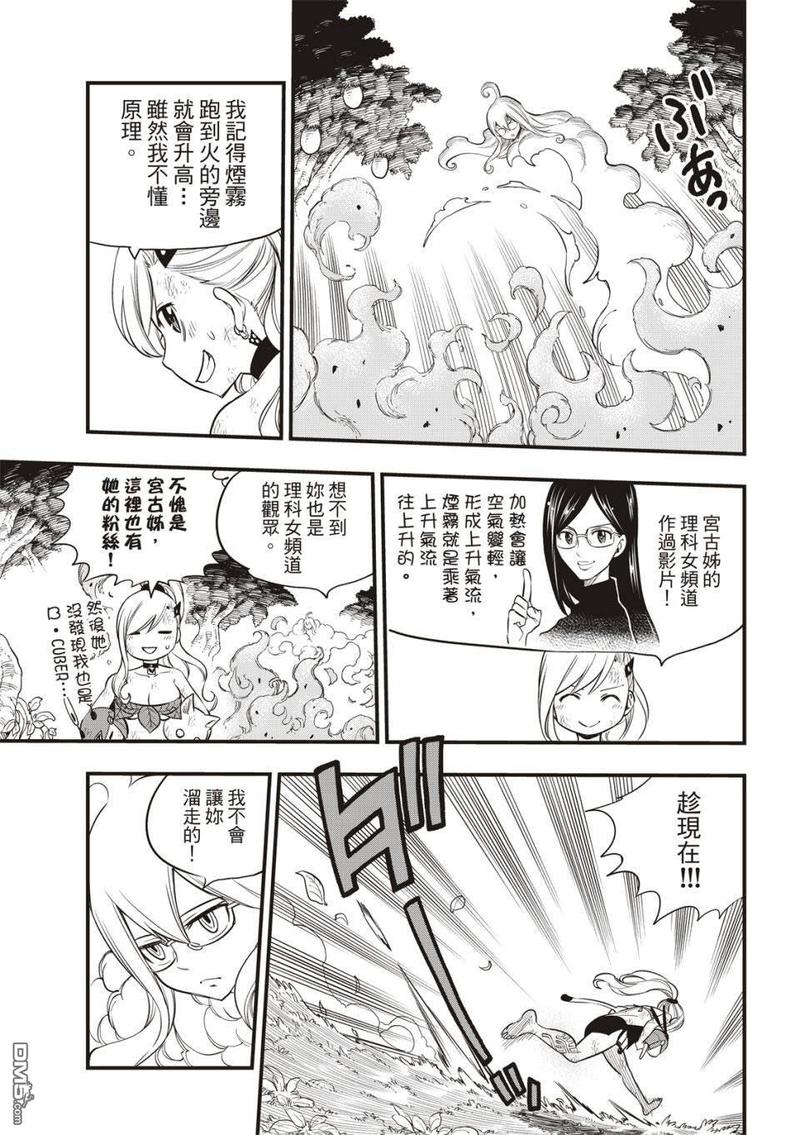 ぶあっ
我記得煙霧
跑到火的旁邊
就會升高…
雖然我不懂
原理。
宮古姊的
理科女頻道
作過影片！
加熱會讓
空氣變輕，
形成上升氣流，
煙霧就是乘著
上升氣流
往上升的。
想不到
妳也是
理科女頻道
的觀眾。
不愧是
宮古姊，
這裡也有
她的粉絲！
然後她
沒發現我也是
B・CUBER…
趁現在!!!
ザッ
我不會
讓妳
溜走的！
DM5.com